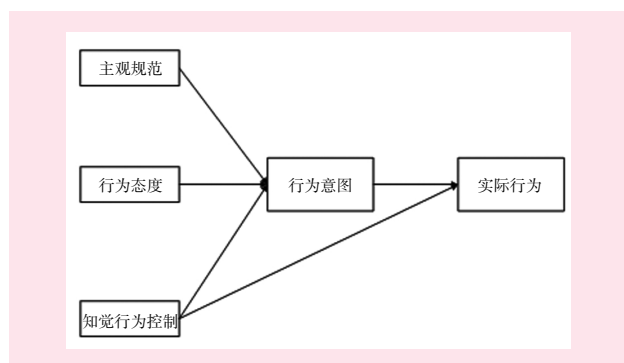 主观规范
行为态度
行为意图
实际行为
知觉行为控制